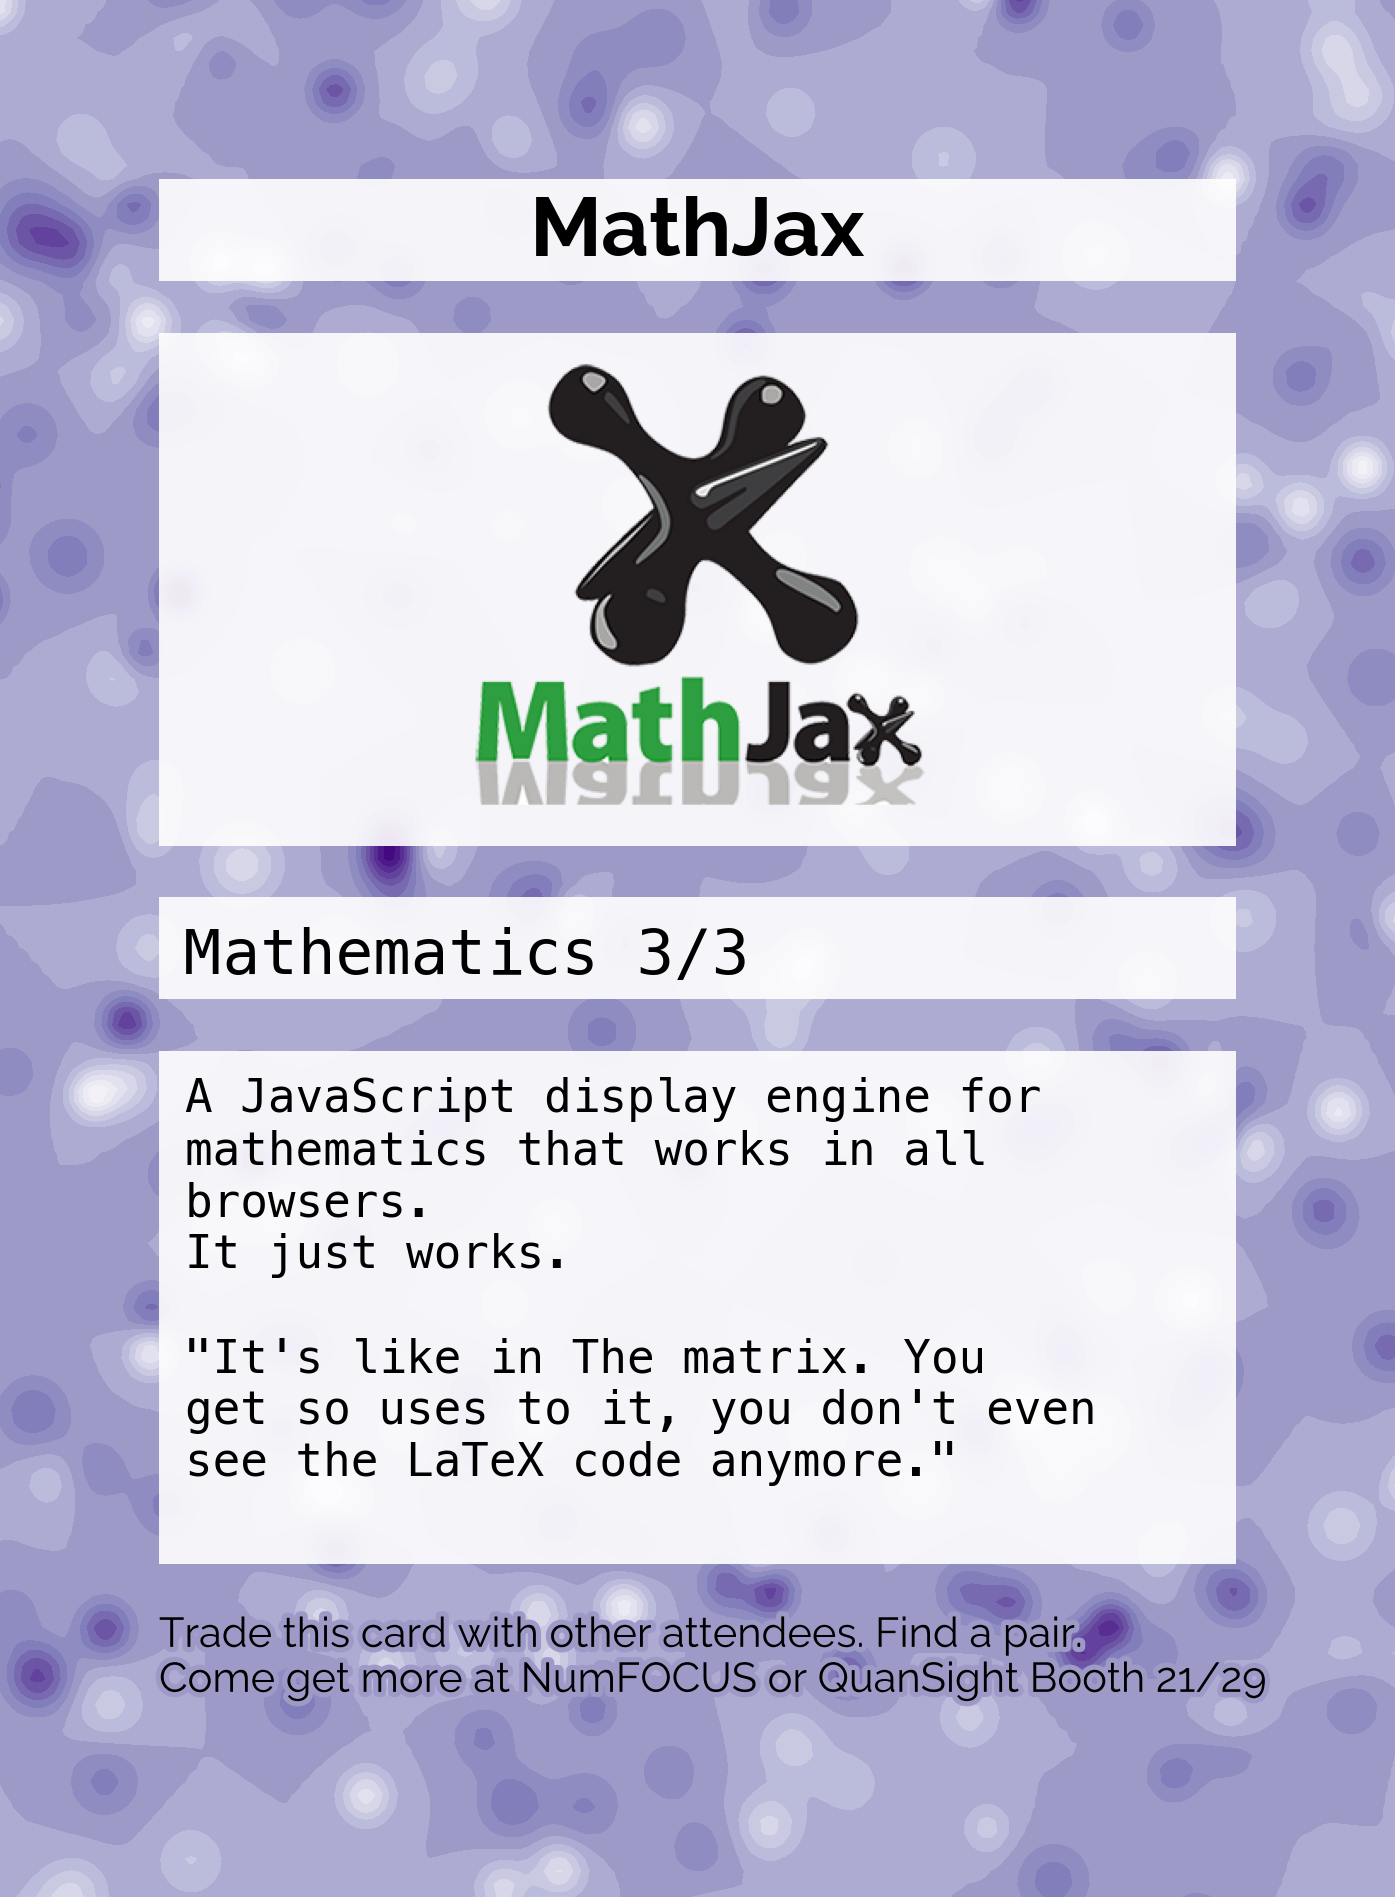 MathJax
MathJax
Mathematics 3/3
A JavaScript display engine for
mathematics that works in all
browsers.
It just works.
"It's like in The matrix. You
get so uses to it, you don't even
see the LaTeX code anymore."
Trade this card with other attendees. Find a pair.
Come get more at NumFOCUS or QuanSight Booth 21/29